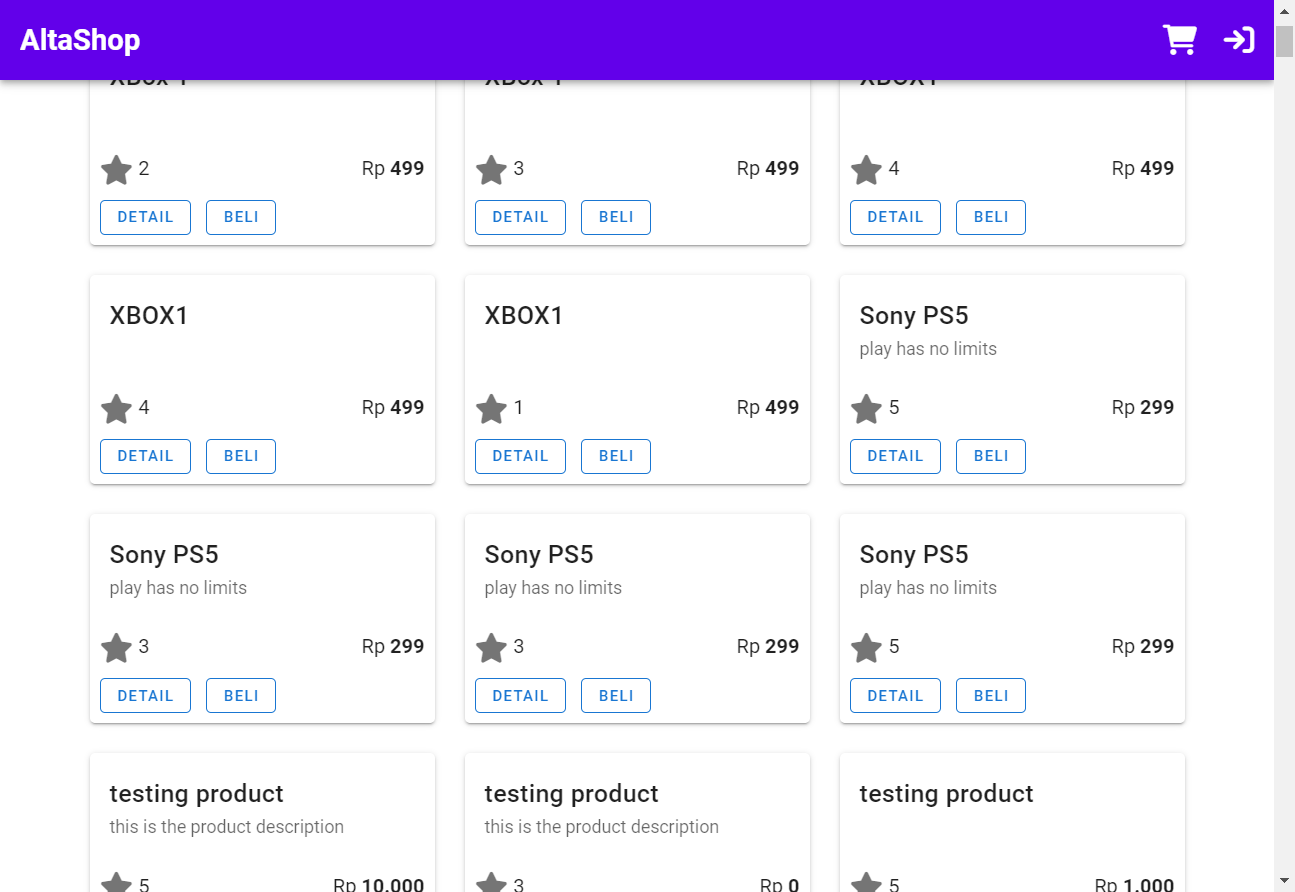 AltaShop
XBox 1
XBox 1
XBOX1
2
Rp 499
3
Rp 499
4
Rp 499
DETAIL
BELI
DETAIL
BELI
DETAIL
BELI
XBOX1
XBOX1
Sony PS5
play has no limits
4
Rp 499
1
Rp 499
5
Rp 299
DETAIL
BELI
DETAIL
BELI
DETAIL
BELI
Sony PS5
Sony PS5
Sony PS5
play has no limits
play has no limits
play has no limits
3
Rp 299
3
Rp 299
5
Rp 299
DETAIL
BELI
DETAIL
BELI
DETAIL
BELI
testing product
testing product
testing product
this is the product description
this is the product description
5
Rp 10.000
3
Rp 0
5
Rp 1.000